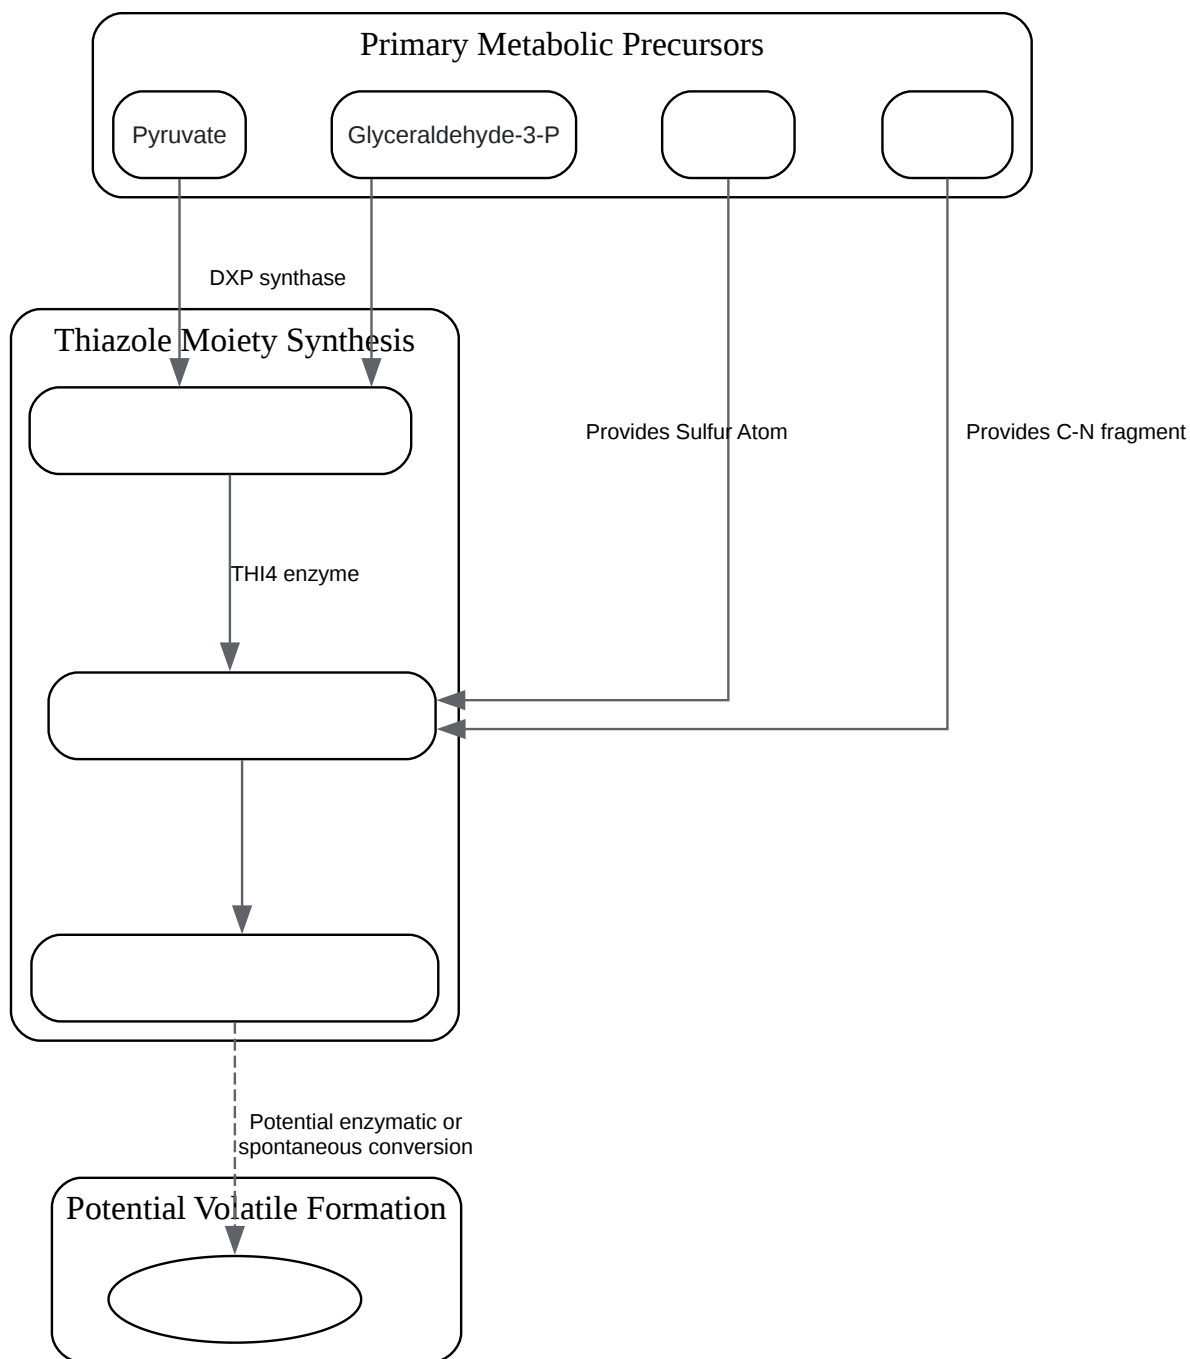 Primary Metabolic Precursors
Pyruvate
Glyceraldehyde-3-P
DXP synthase
Thiazole Moiety Synthesis
Provides Sulfur Atom
Provides C-N fragment
THI4 enzyme
Potential enzymatic or
spontaneous conversion
Potential Volatile Formation